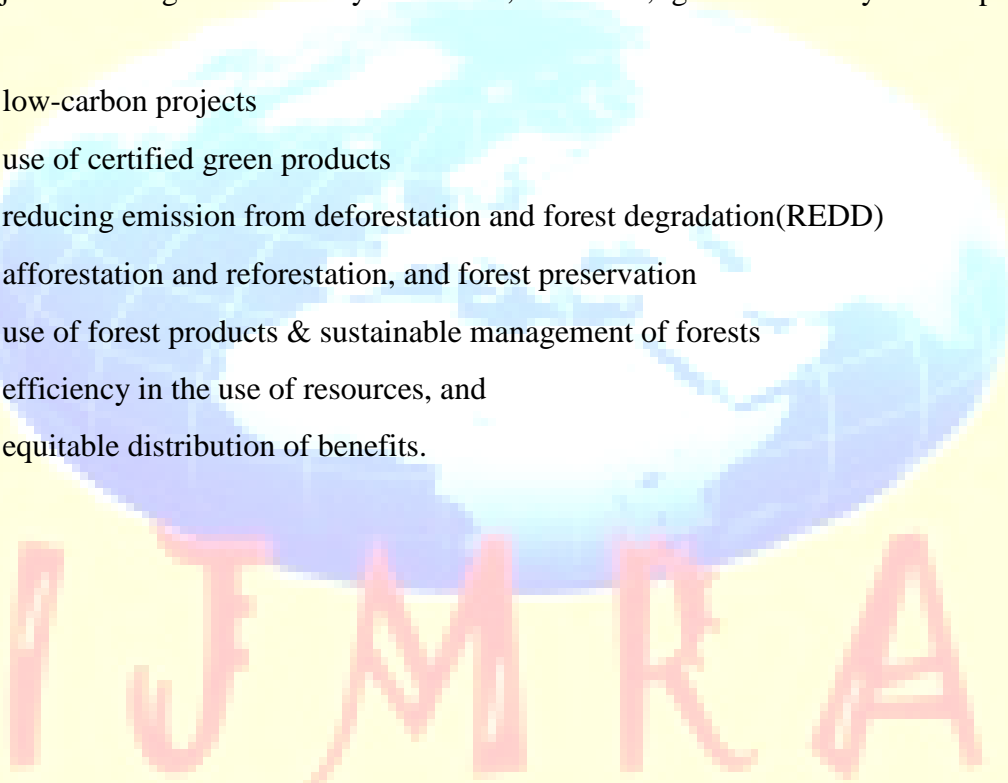 low-carbon projects
use of certified green products
reducing emission from deforestation and forest degradation(REDD)
afforestation and reforestation, and forest preservation
use of forest products & sustainable management of forests
efficiency in the use of resources, and
equitable distribution of benefits.
IJMRA